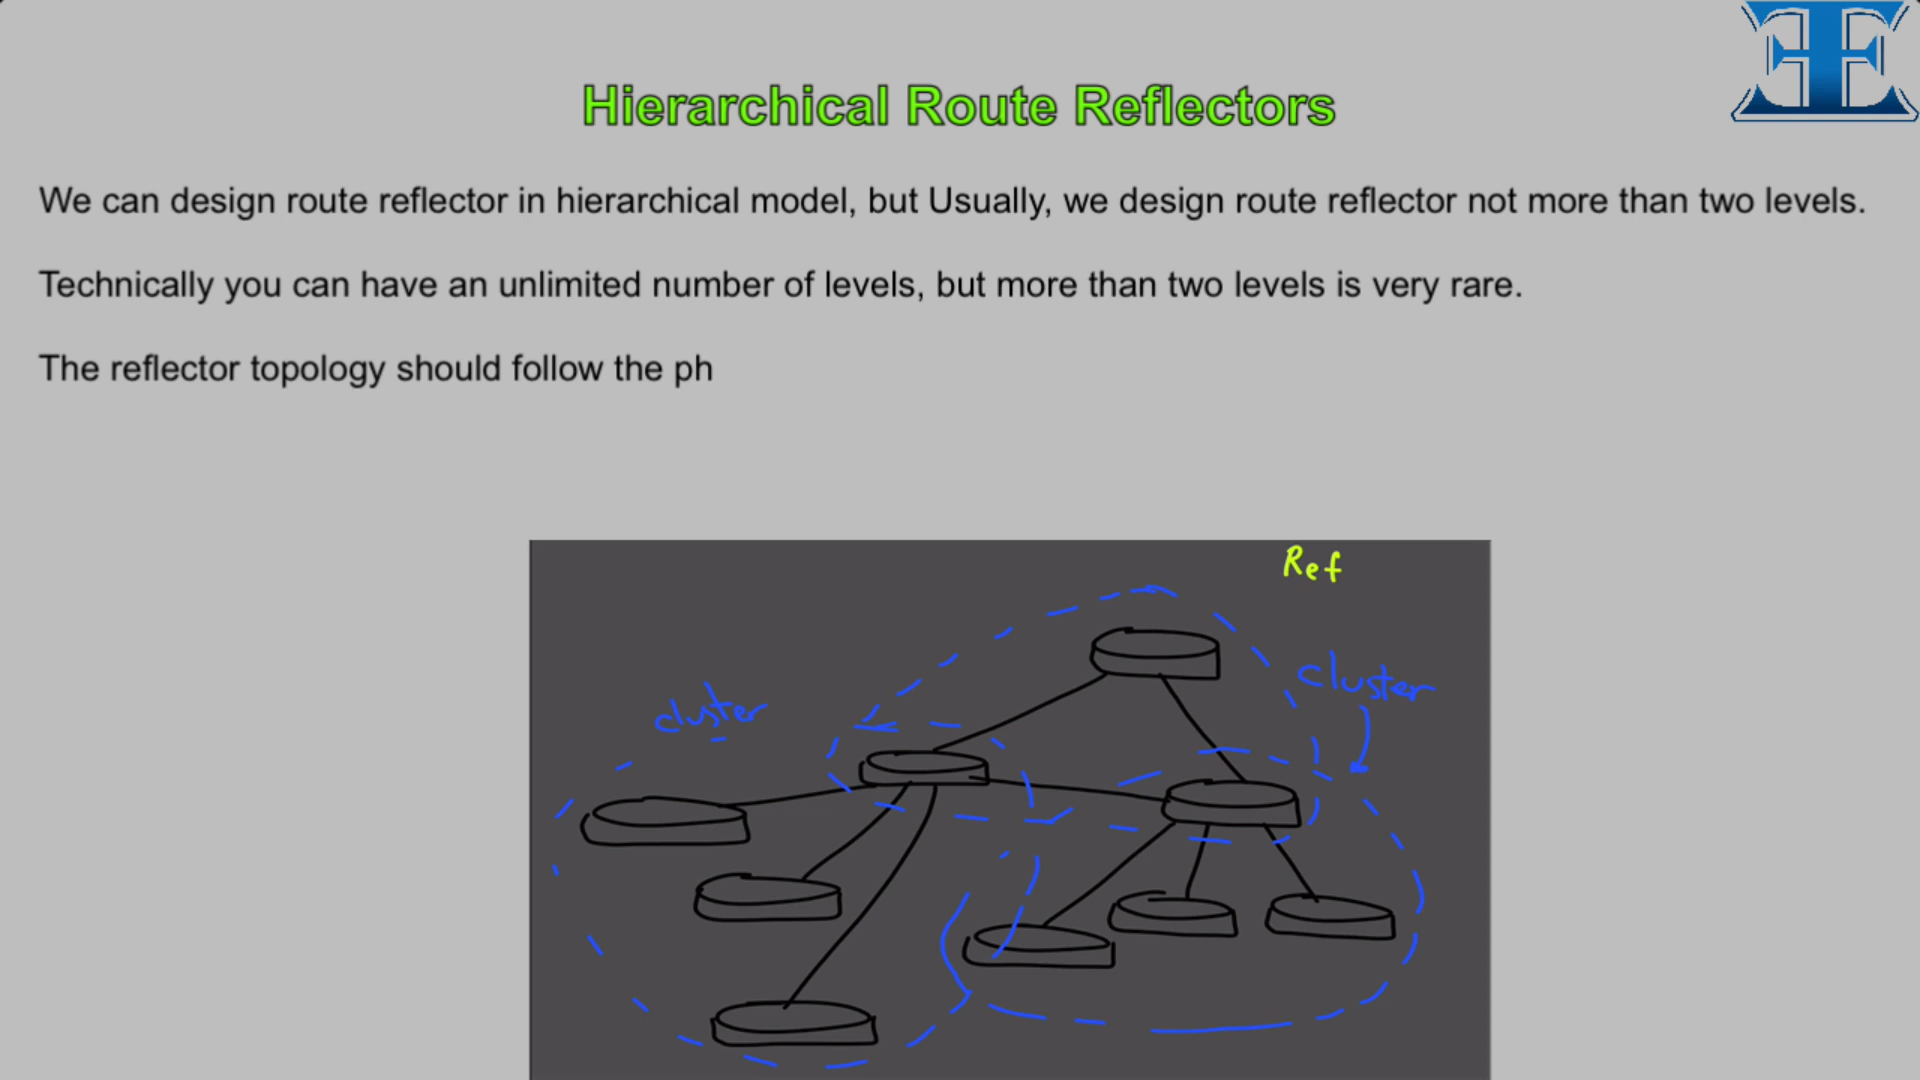 Hierarchical Route Reflectors
We can design route reflector in hierarchical model, but Usually, we design route reflector not more than two levels.
Technically you can have an unlimited number of levels, but more than two levels is very rare.
The reflector topology should follow the ph
Ref
cluster
cluster